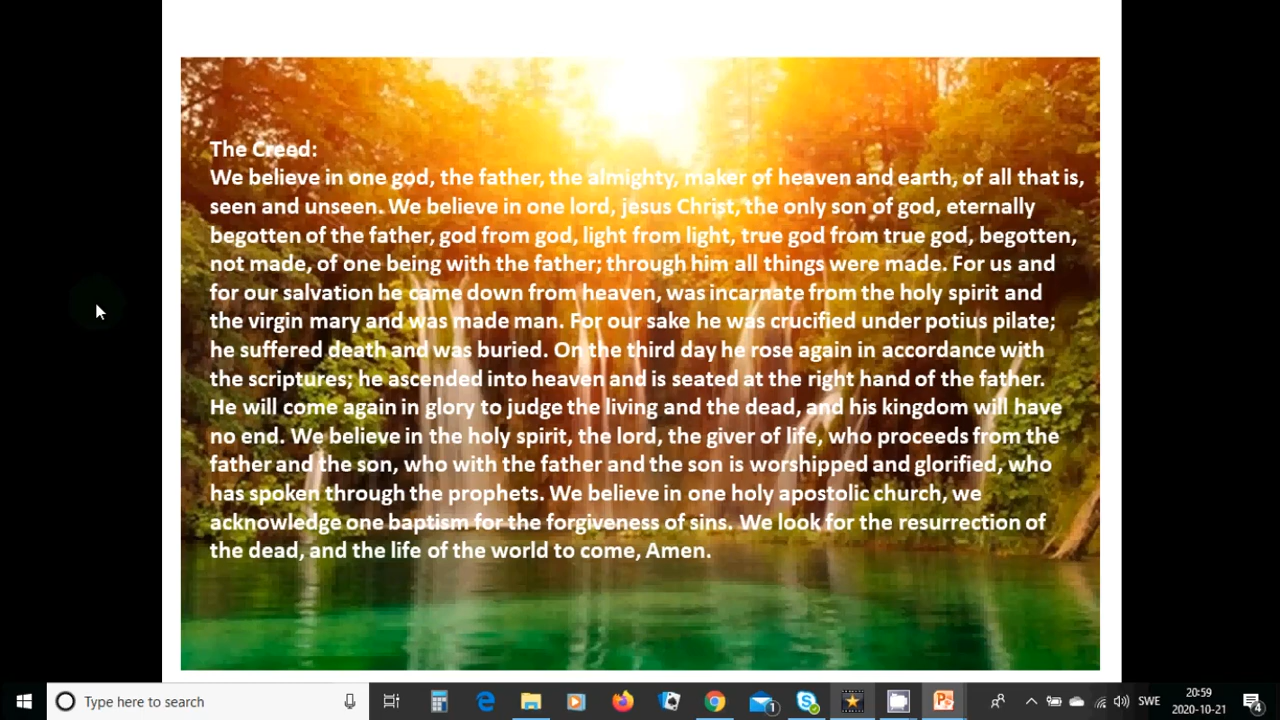 The Creed:
We believe in one god, the father, the almighty, maker of heaven and earth, of all that is,
seen and unseen. We believe in one lord, jesus Christ, the only son of god, eternally
begotten of the father, god from god, light from light, true god from true god, begotten,
not made, of one being with the father; through him all things were made. For us and
for our salvation he came down from heaven, was incarnate from the holy spirit and
the virgin mary and was made man. For our sake he was crucified under potius pilate;
he suffered death and was buried. On the third day he rose again in accordance with
the scriptures; he ascended into heaven and is seated at the right hand of the father.
He will come again in glory to judge the living and the dead, and his kingdom will have
no end. We believe in the holy spirit, the lord, the giver of life, who proceeds from the
father and the son, who with the father and the son is worshipped and glorified, who
has spoken through the prophets. We believe in one holy apostolic church, we
acknowledge one baptism for the forgiveness of sins. We look for the resurrection of
the dead, and the life of the world to come, Amen.
Type here to search
1
SWE
20:59
2020-10-21
4